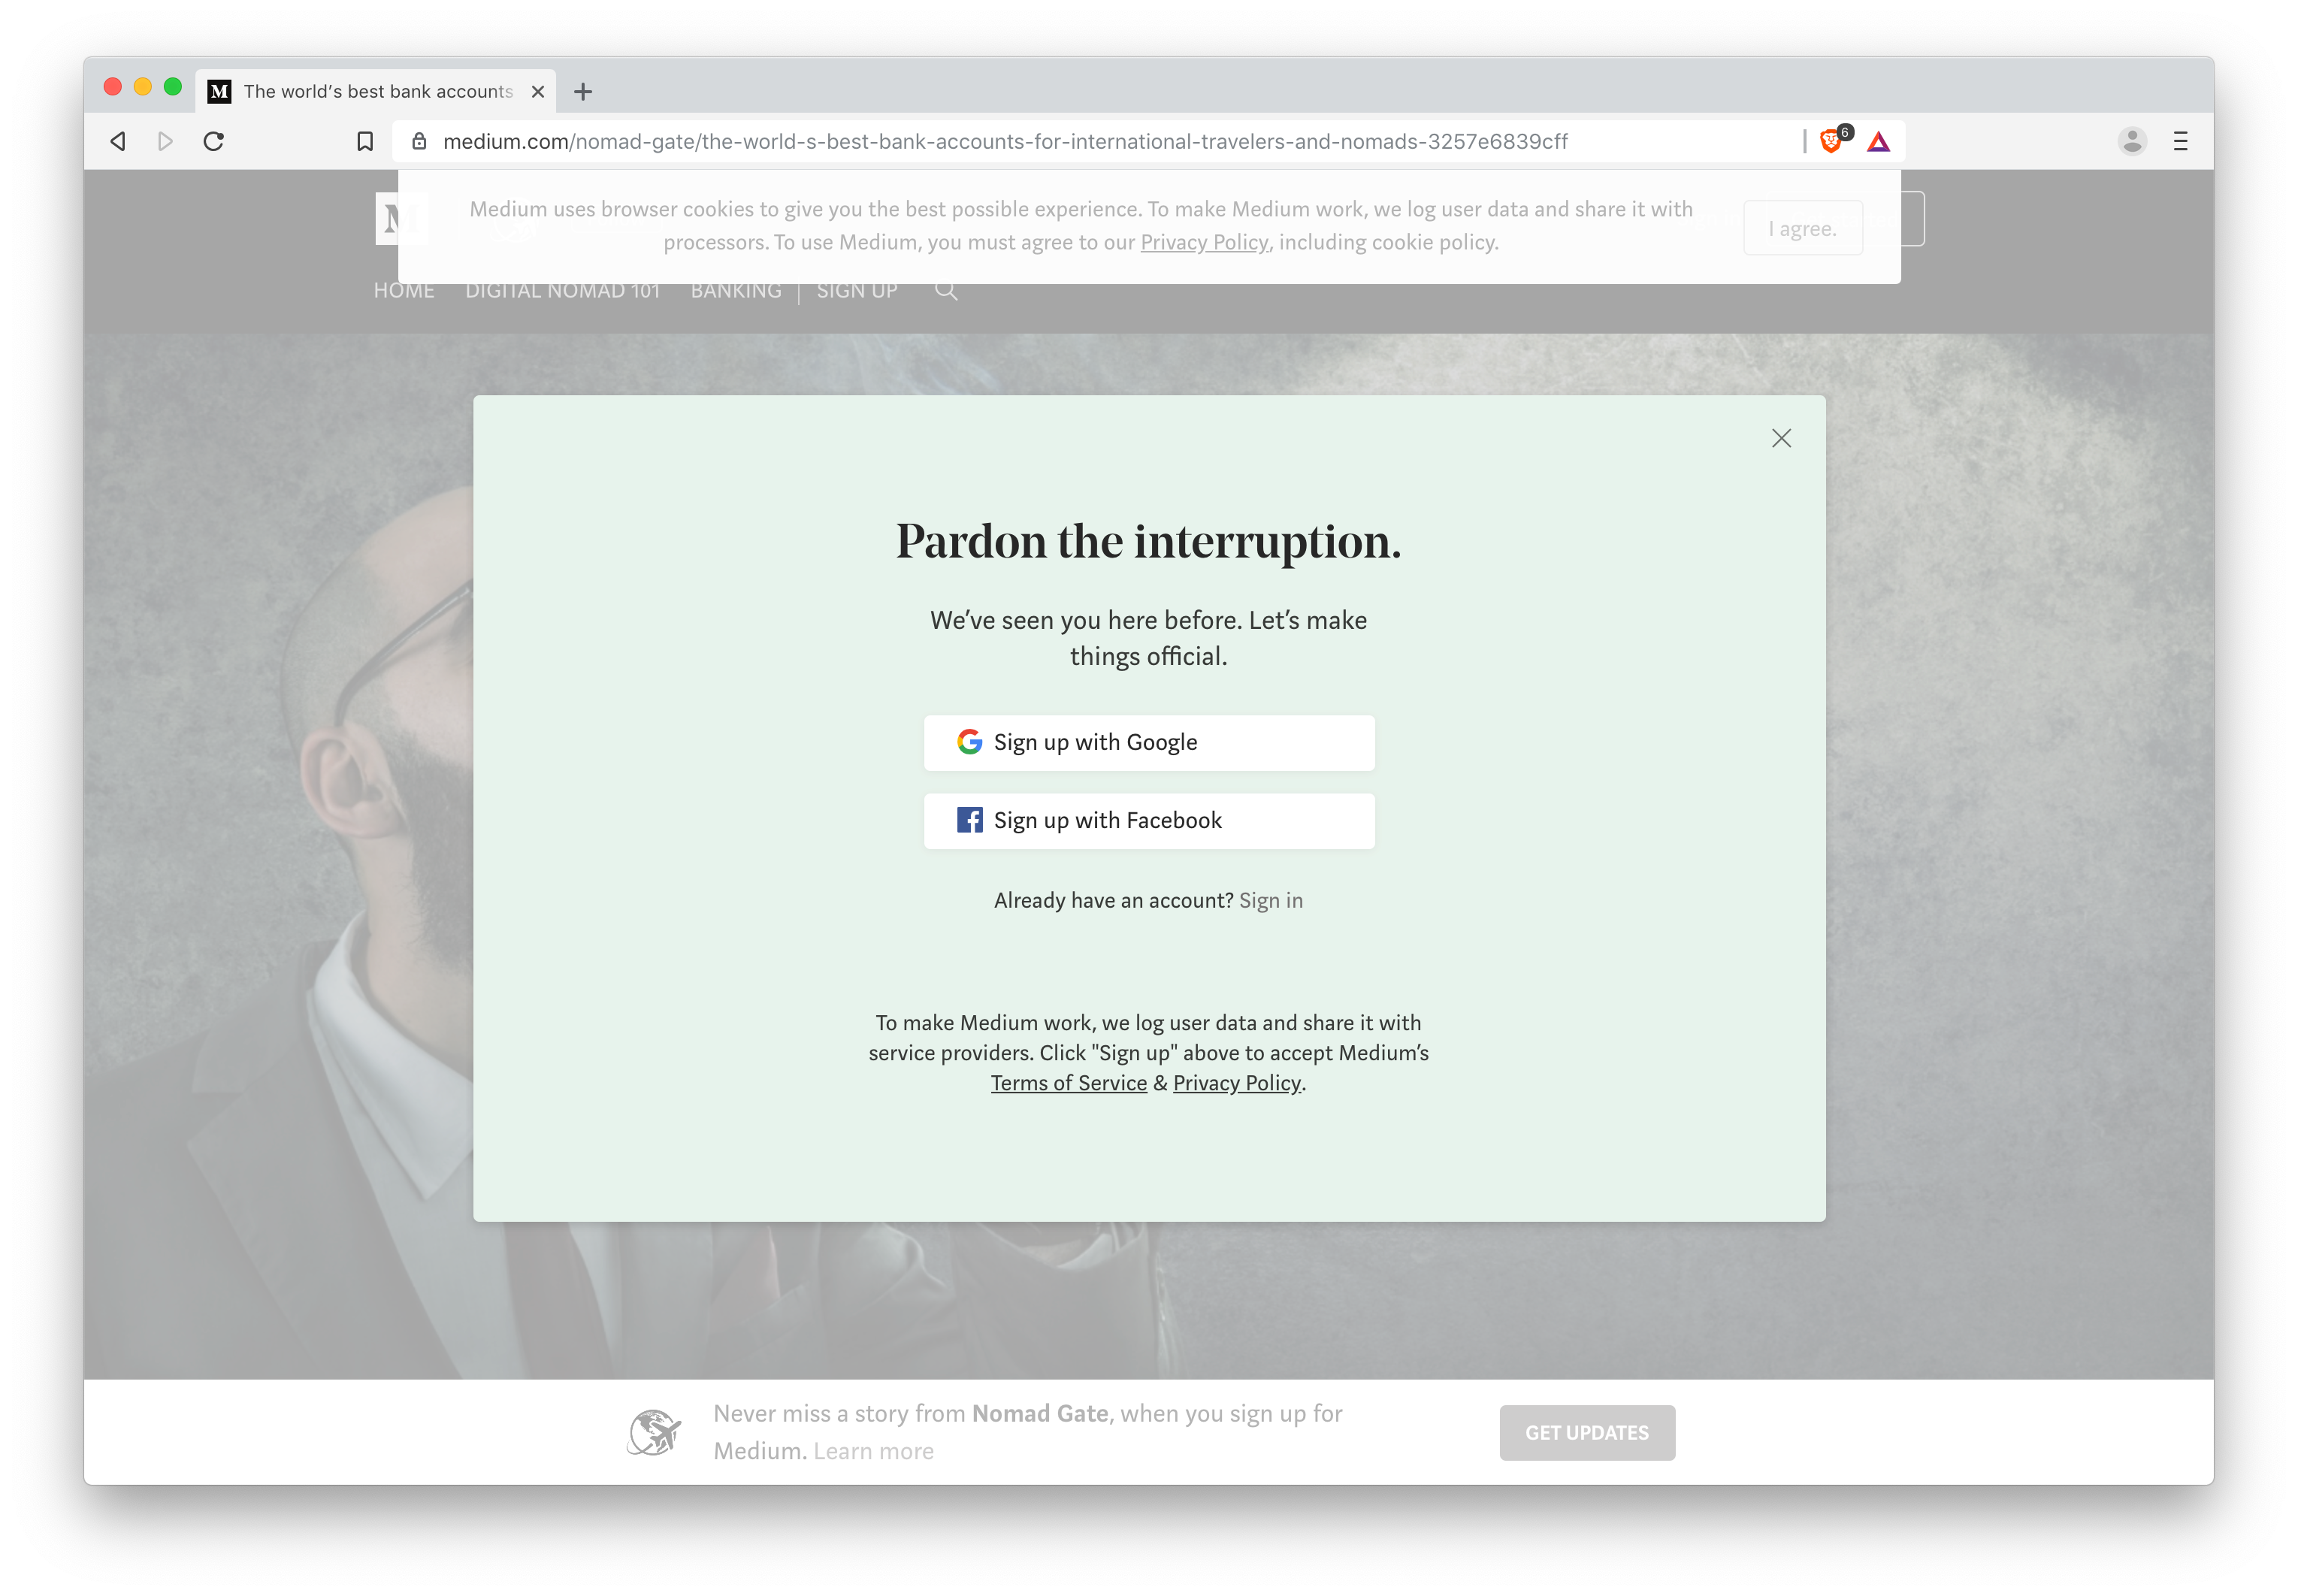 M The world’s best bank accounts
medium.com/nomad-gate/the-world-s-best-bank-accounts-for-international-travelers-and-nomads-3257e6839cff
6
M
Medium uses browser cookies to give you the best possible experience. To make Medium work, we log user data and share it with
processors. To use Medium, you must agree to our Privacy Policy, including cookie policy.
I agree.
HOME DIGITAL NOMAD 101 BANKING SIGN UP
Pardon the interruption.
We’ve seen you here before. Let’s make
things official.
Sign up with Google
Sign up with Facebook
Already have an account? Sign in
To make Medium work, we log user data and share it with
service providers. Click "Sign up" above to accept Medium’s
Terms of Service & Privacy Policy.
Never miss a story from Nomad Gate, when you sign up for
Medium. Learn more
GET UPDATES